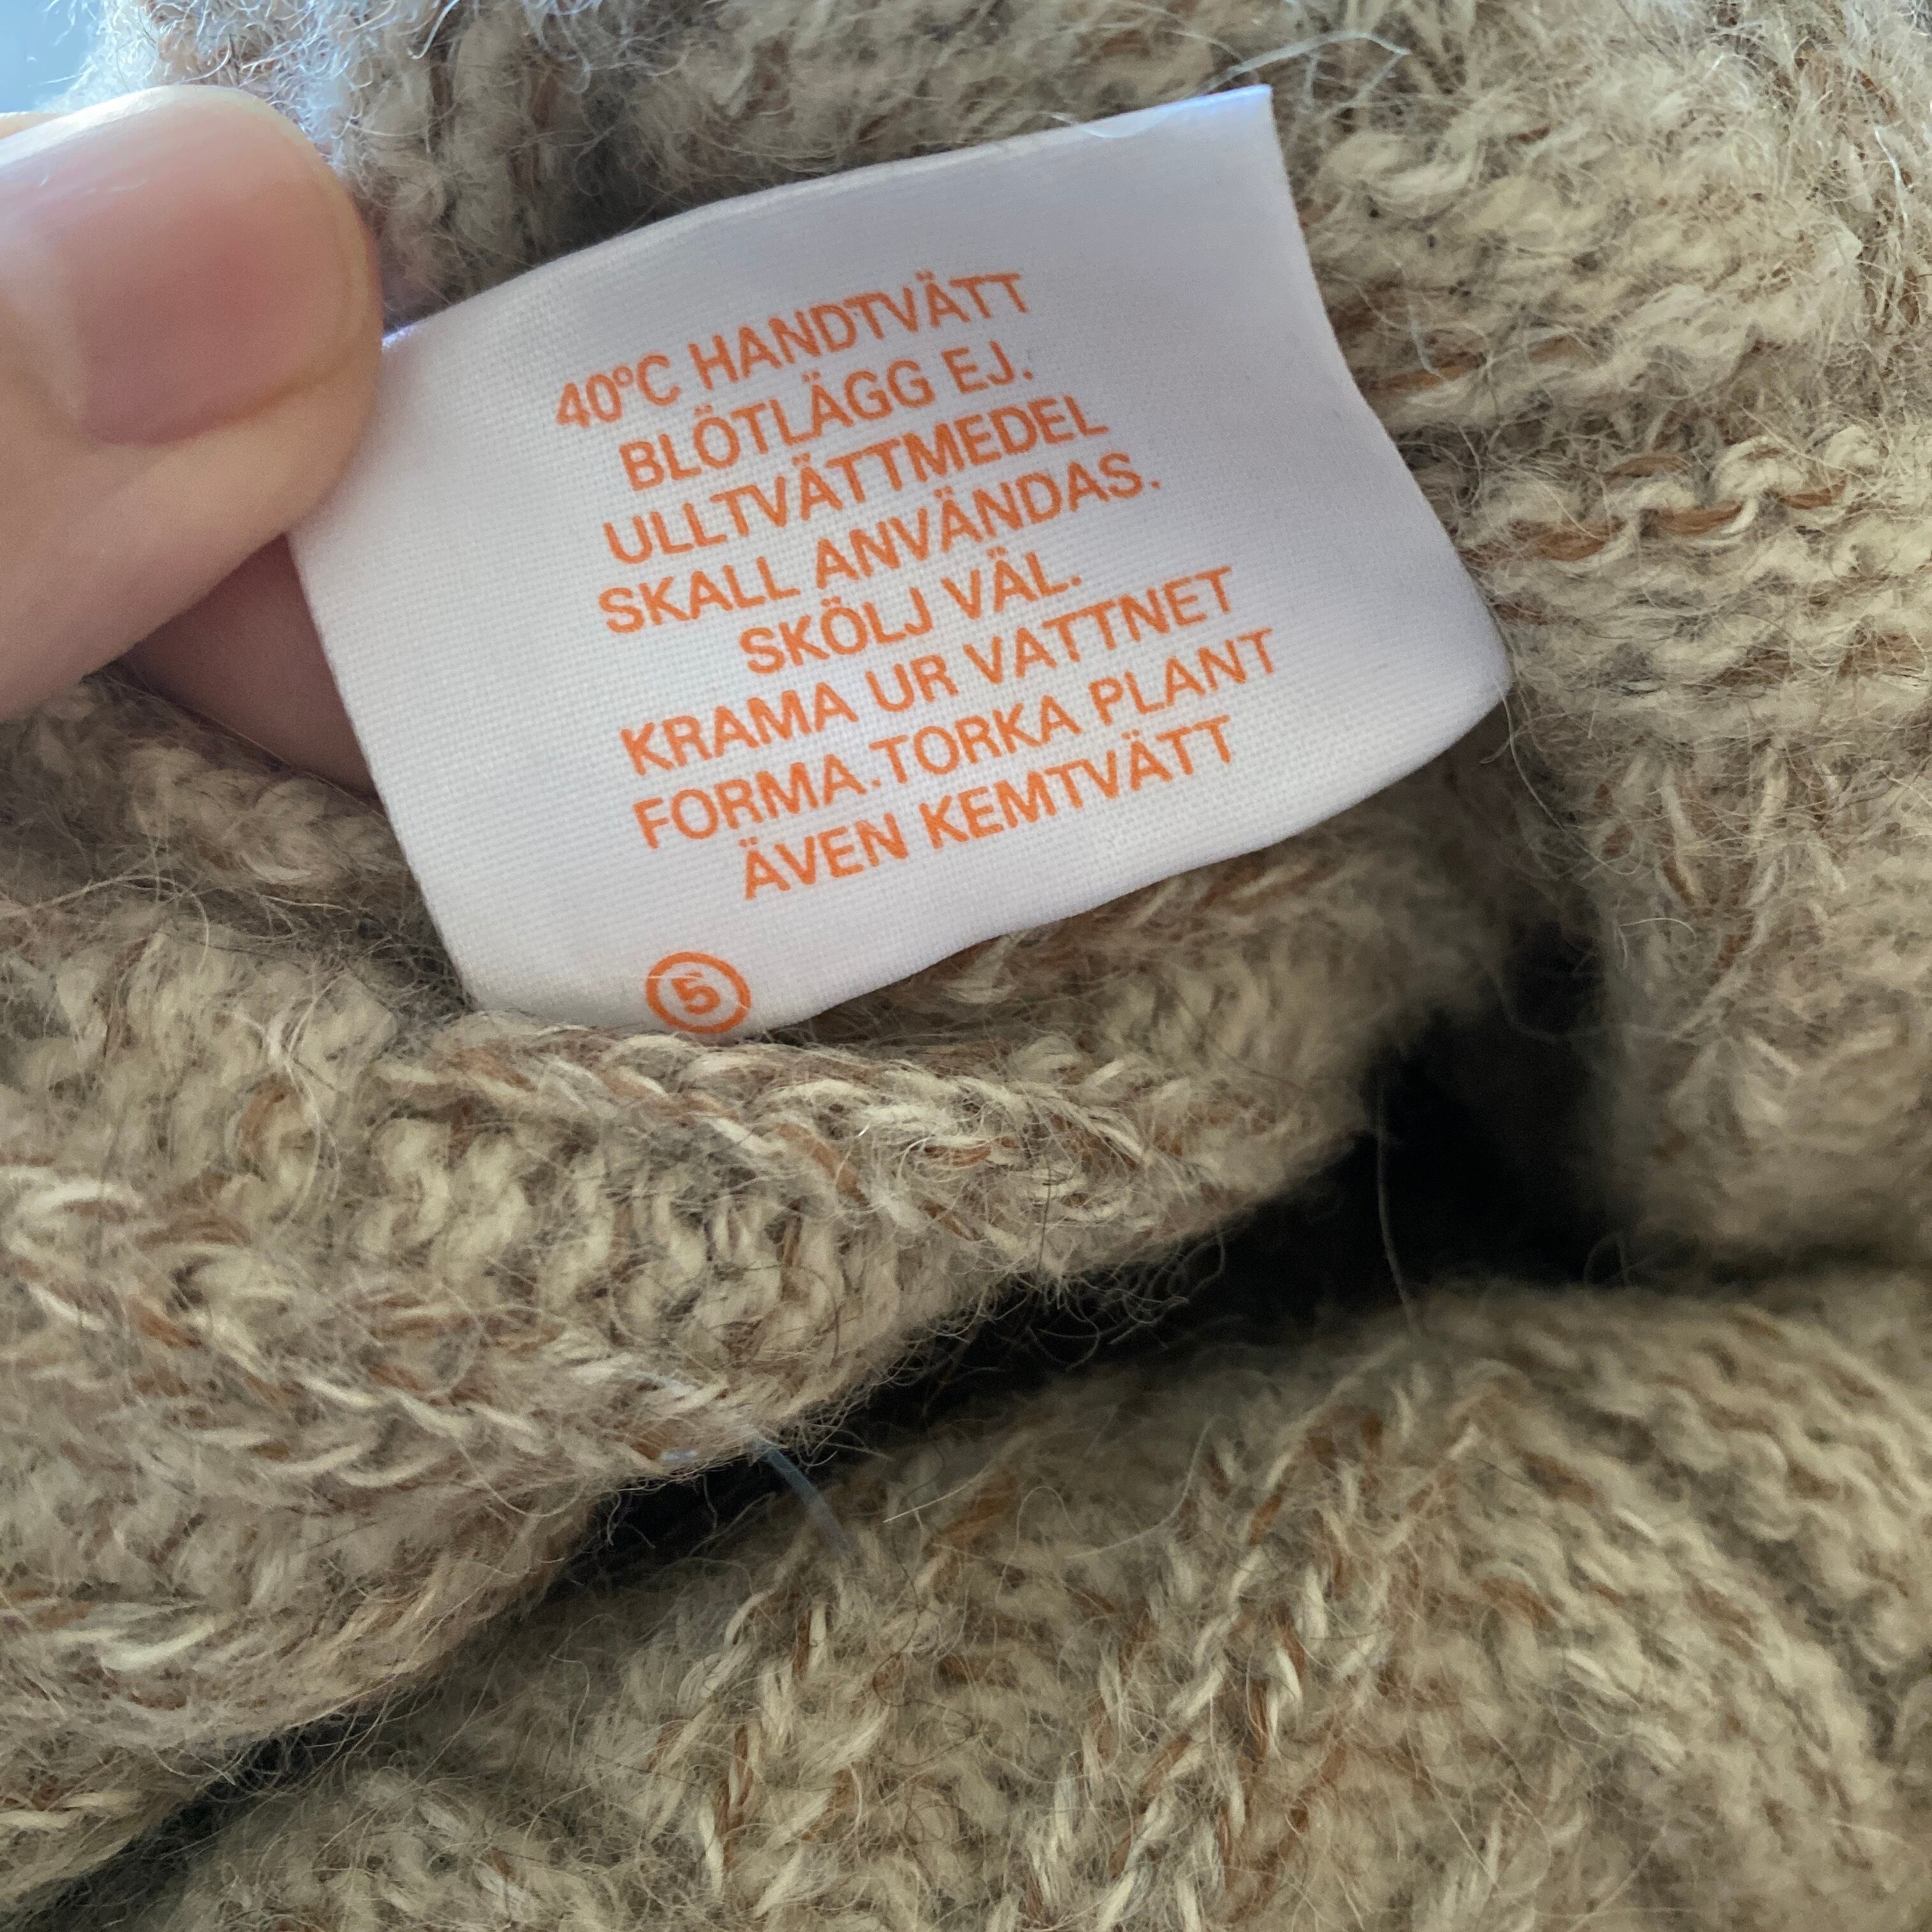 40°C HANDTVÄTT
BLÖTLÄGG EJ.
ULLTVÄTTMEDEL
SKALL ANVÄNDAS.
SKÖLJ VÄL.
KRAMA UR VATTNET
FORMA.TORKA PLANT
ÄVEN KEMTVÄTT
5